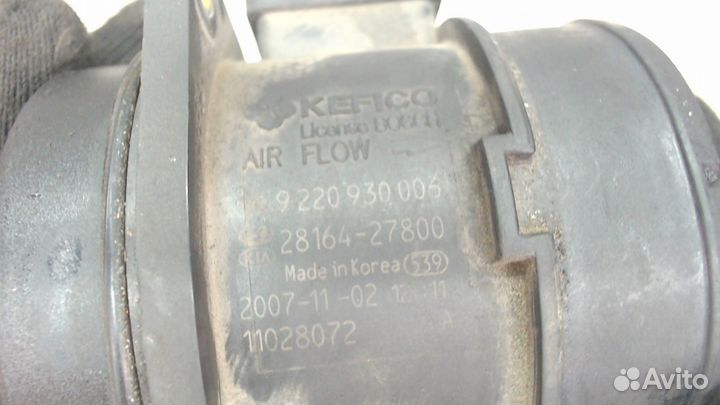 KEFICO
License BOSCH
AIR FLOW
9 220 930 006
28164-27800
KIA
Made in Korea 539
2007-11-02
11028072
A
Avito